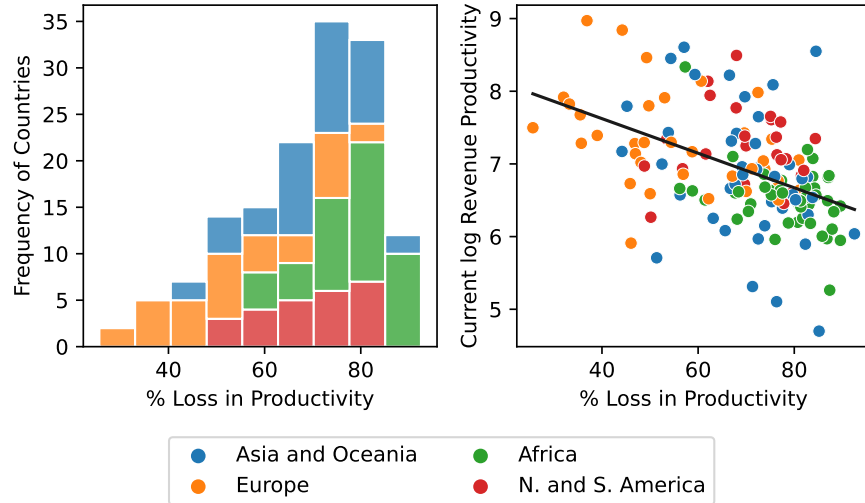 35
30
25
20
15
10
5
0
Frequency of Countries
40 60 80
% Loss in Productivity
9
8
7
6
5
Current log Revenue Productivity
40 60 80
% Loss in Productivity
Asia and Oceania
Europe
Africa
N. and S. America